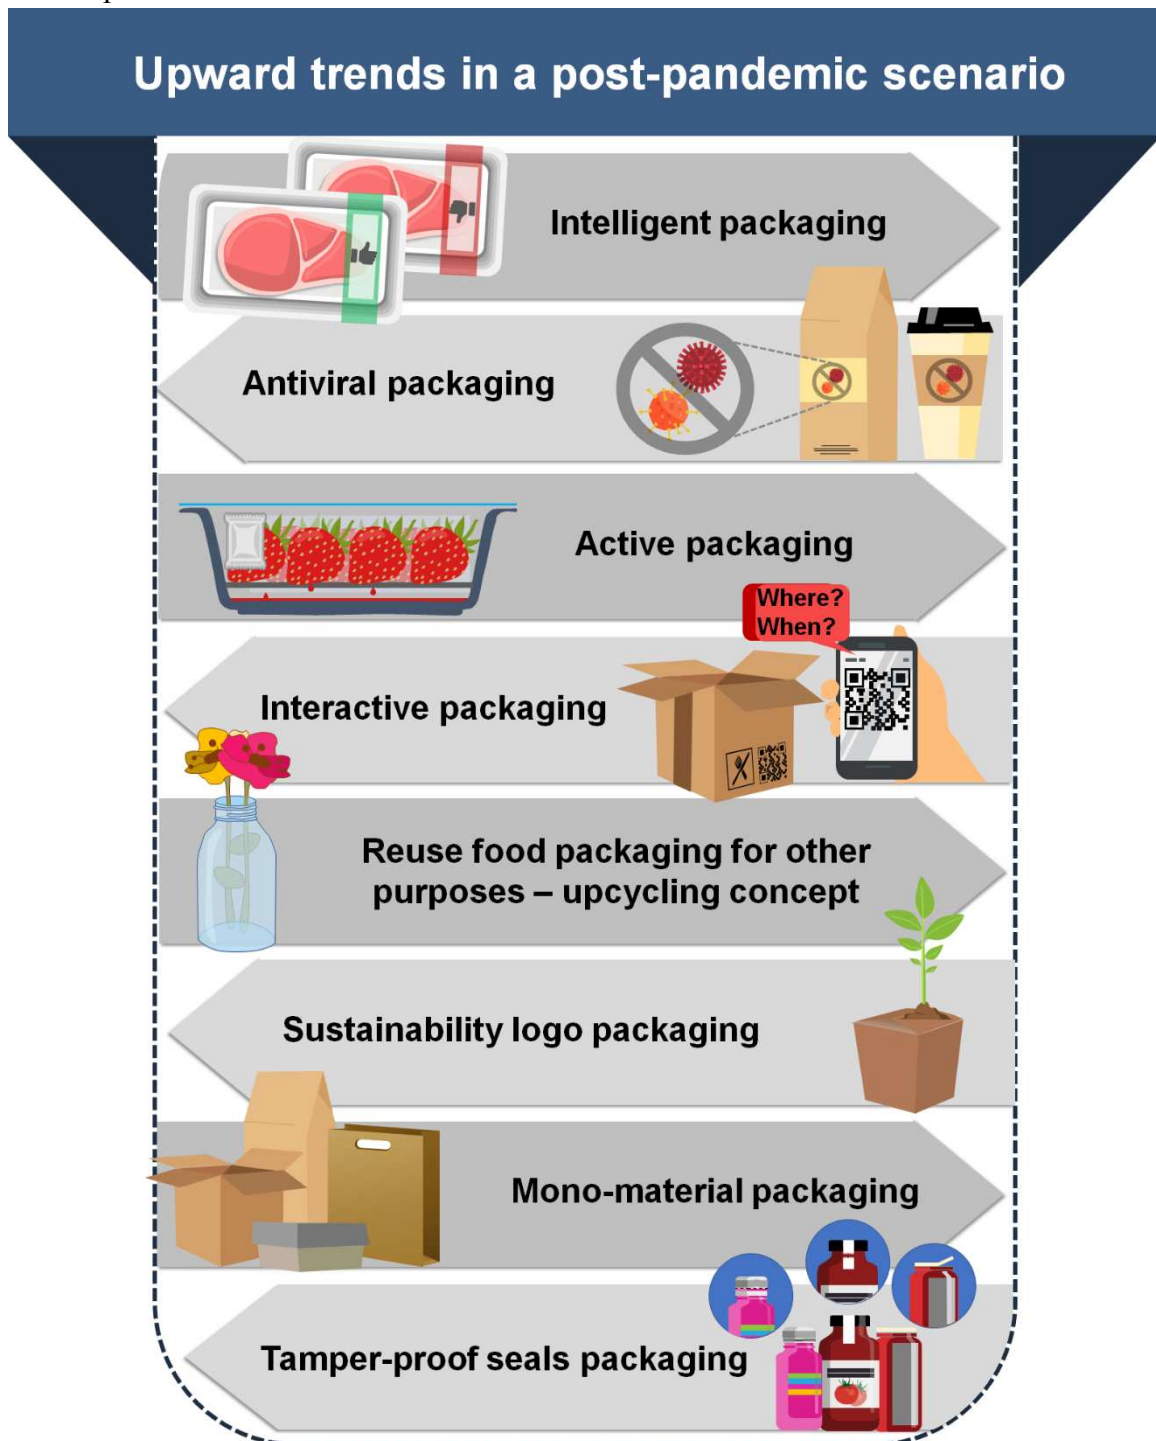 Upward trends in a post-pandemic scenario
Intelligent packaging
Antiviral packaging
Active packaging
Where?
When?
Interactive packaging
Reuse food packaging for other
purposes – upcycling concept
Sustainability logo packaging
Mono-material packaging
Tamper-proof seals packaging